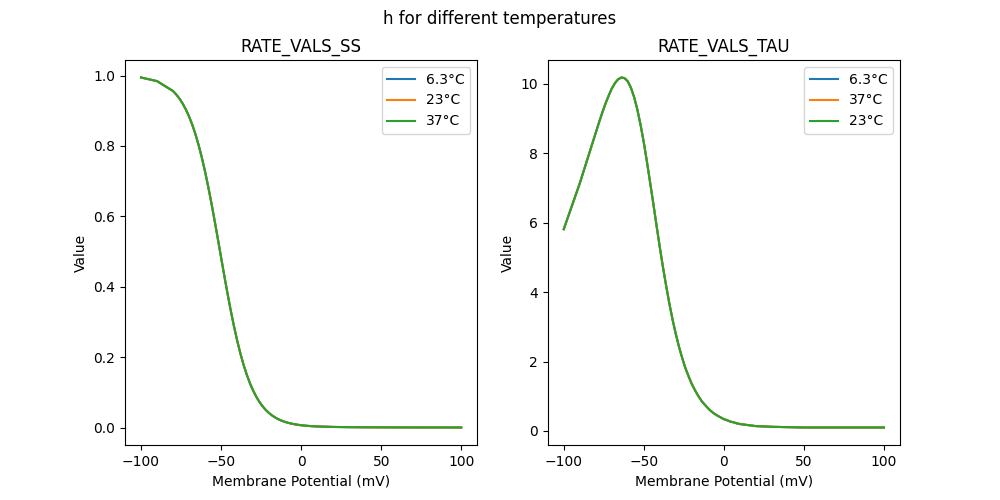 h for different temperatures
RATE_VALS_SS
1.0
0.8
0.6
0.4
0.2
0.0
Value
−100
−50
0
50
100
Membrane Potential (mV)
6.3°C
23°C
37°C
RATE_VALS_TAU
10
8
6
4
2
0
Value
−100
−50
0
50
100
Membrane Potential (mV)
6.3°C
37°C
23°C